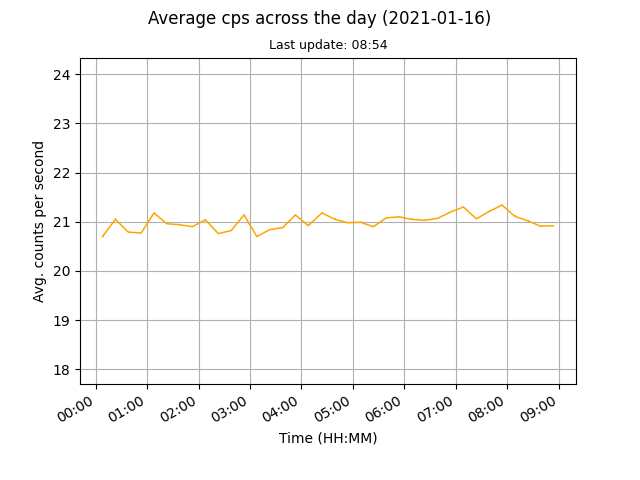 Average cps across the day (2021-01-16)
Last update: 08:54
Avg. counts per second
24
23
22
21
20
19
18
00:00 01:00 02:00 03:00 04:00 05:00 06:00 07:00 08:00 09:00
Time (HH:MM)